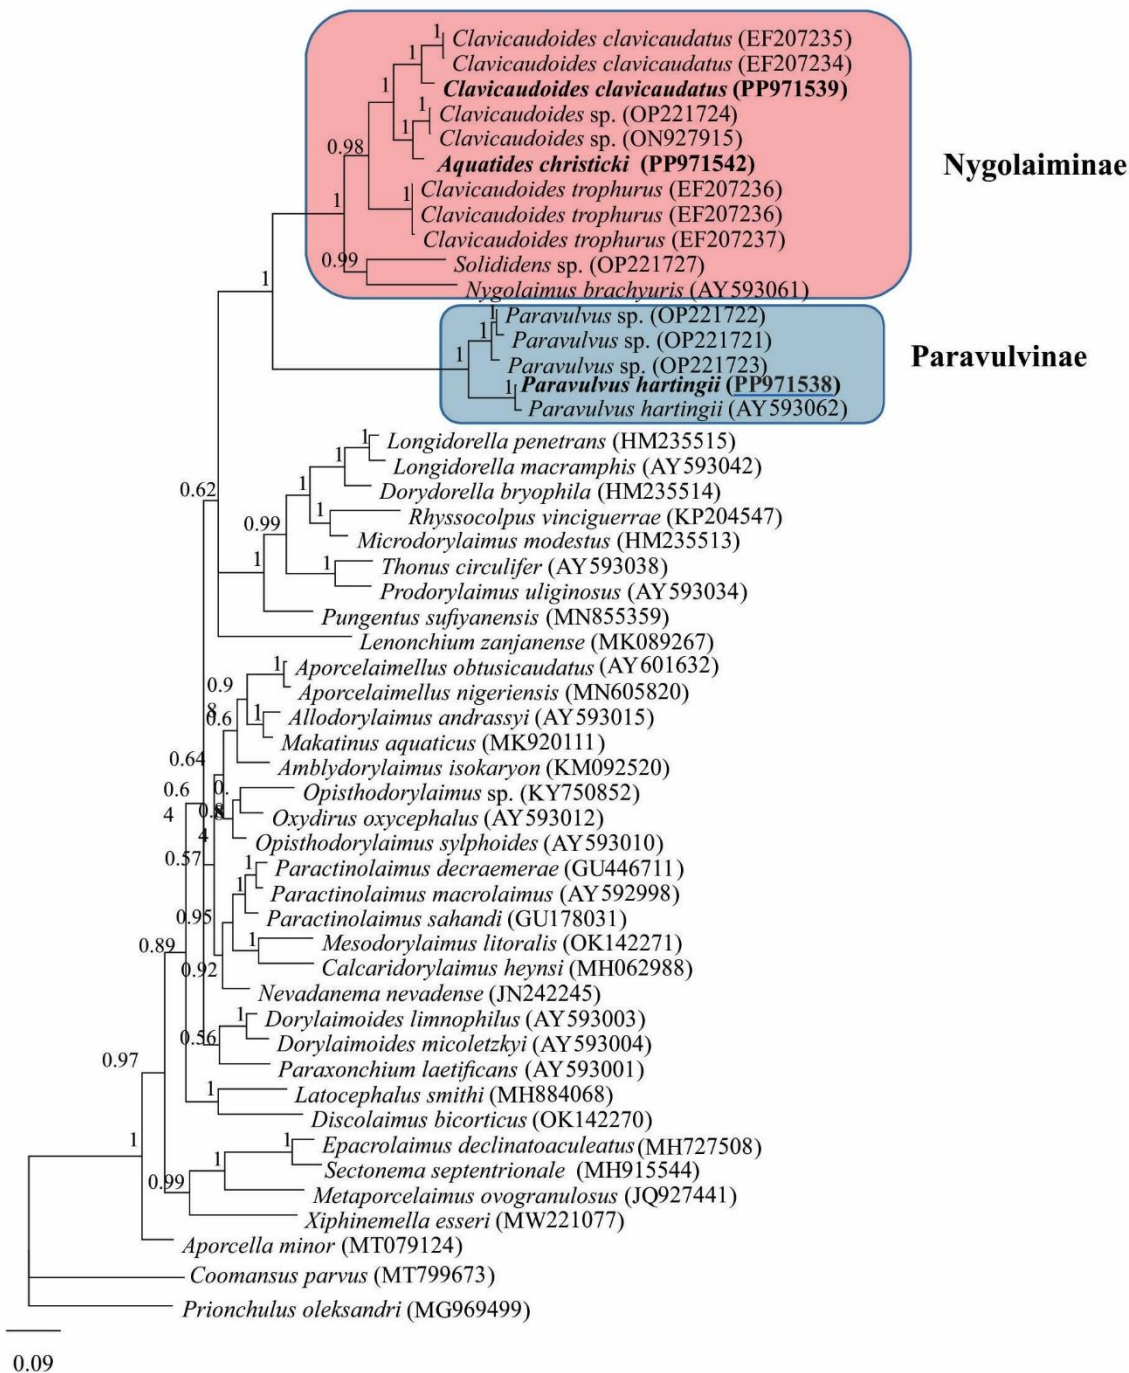 1
Clavicaudoides clavicaudatus (EF207235)
1
Clavicaudoides clavicaudatus (EF207234)
Clavicaudoides clavicaudatus (PP971539)
1
1
Clavicaudoides sp. (OP221724)
1
Clavicaudoides sp. (ON927915)
0.98
Aquatides christicki (PP971542)
Nygolaiminae
1
Clavicaudoides trophurus (EF207236)
1
Clavicaudoides trophurus (EF207236)
Clavicaudoides trophurus (EF207237)
0.99
Solididens sp. (OP221727)
1
Nygolaimus brachyuris (AY593061)
1
Paravulvus sp. (OP221722)
1
Paravulvus sp. (OP221721)
1
Paravulvus sp. (OP221723)
Paravulvinae
1
Paravulvus hartingii (PP971538)
Paravulvus hartingii (AY593062)
1
Longidorella penetrans (HM235515)
1
Longidorella macramphis (AY593042)
1
0.62
Dorydorella bryophila (HM235514)
1
Rhyssocolpus vinciguerrae (KP204547)
0.99
Microdorylaimus modestus (HM235513)
1
1
Thonus circulifer (AY593038)
Prodorylaimus uliginosus (AY593034)
Pungentus sufiyanensis (MN855359)
Lenonchium zanjanense (MK089267)
1
Aporcelaimellus obtusicaudatus (AY601632)
0.9
8
Aporcelaimellus nigeriensis (MN605820)
0.6
1
Allodorylaimus andrassyi (AY593015)
Makatinus aquaticus (MK920111)
0.64
Amblydorylaimus isokaryon (KM092520)
0.6
4
0.
8
Opisthodorylaimus sp. (KY750852)
0.8
4
Oxydirus oxycephalus (AY593012)
Opisthodorylaimus sylphoides (AY593010)
0.57
1
Paractinolaimus decraemerae (GU446711)
1
Paractinolaimus macrolaimus (AY592998)
0.95
Paractinolaimus sahandi (GU178031)
0.89
1
Mesodorylaimus litoralis (OK142271)
0.92
Calcaridorylaimus heynsi (MH062988)
Nevadanema nevadense (JN242245)
1
Dorylaimoides limnophilus (AY593003)
0.56
Dorylaimoides micoletzkyi (AY593004)
0.97
Paraxonchium laetificans (AY593001)
1
Latocephalus smithi (MH884068)
Discolaimus bicorticus (OK142270)
1
1
Epacrolaimus declinatoaculeatus (MH727508)
1
Sectonema septentrionale (MH915544)
0.99
Metaporcelaimus ovogranulosus (JQ927441)
Xiphinemella esseri (MW221077)
Aporcella minor (MT079124)
Coomansus parvus (MT799673)
Prionchulus oleksandri (MG969499)
0.09